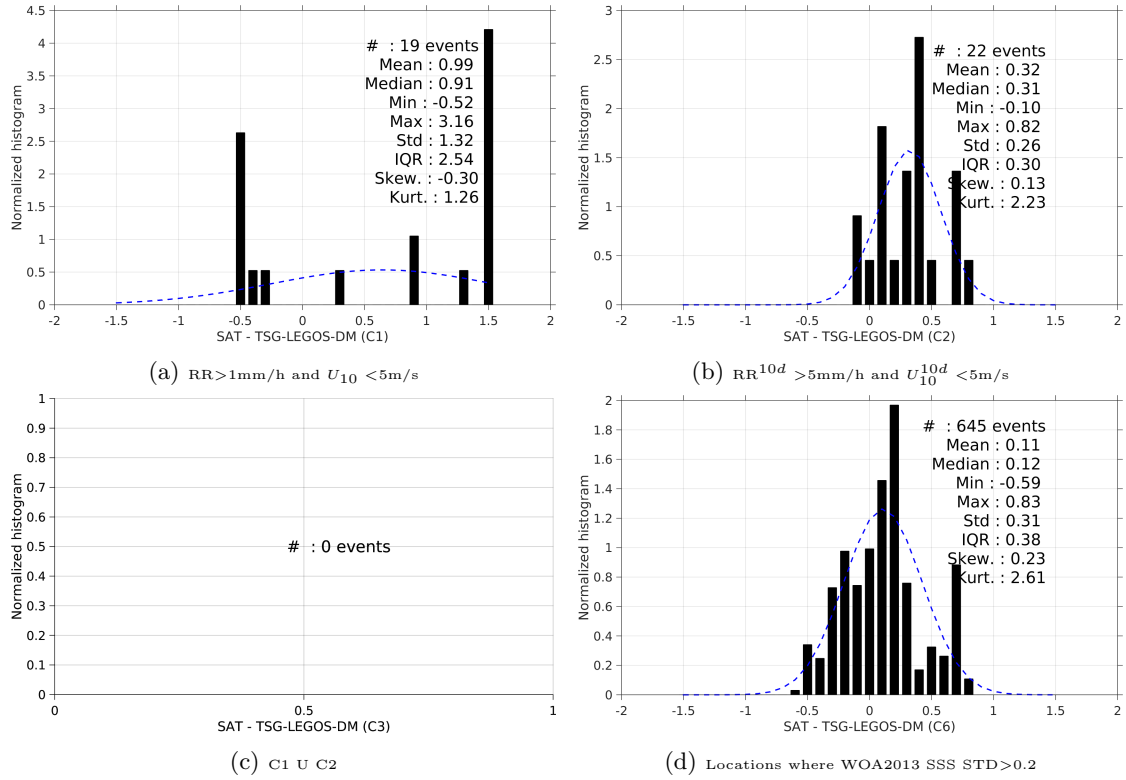 4.5
4
3.5
3
2.5
2
1.5
1
0.5
0
Normalized histogram
# : 19 events
Mean : 0.99
Median : 0.91
Min : -0.52
Max : 3.16
Std : 1.32
IQR : 2.54
Skew. : -0.30
Kurt. : 1.26
-2 -1.5 -1 -0.5 0 0.5 1 1.5 2
SAT - TSG-LEGOS-DM (C1)
(a) RR>1mm/h and U10 <5m/s
3
2.5
2
1.5
1
0.5
0
Normalized histogram
# : 22 events
Mean : 0.32
Median : 0.31
Min : -0.10
Max : 0.82
Std : 0.26
IQR : 0.30
Skew. : 0.13
Kurt. : 2.23
-2 -1.5 -1 -0.5 0 0.5 1 1.5 2
SAT - TSG-LEGOS-DM (C2)
(b) RR^10d >5mm/h and U10^10d <5m/s
1
0.9
0.8
0.7
0.6
0.5
0.4
0.3
0.2
0.1
0
Normalized histogram
# : 0 events
0 0.5 1
SAT - TSG-LEGOS-DM (C3)
(c) C1 U C2
2
1.8
1.6
1.4
1.2
1
0.8
0.6
0.4
0.2
0
Normalized histogram
# : 645 events
Mean : 0.11
Median : 0.12
Min : -0.59
Max : 0.83
Std : 0.31
IQR : 0.38
Skew. : 0.23
Kurt. : 2.61
-2 -1.5 -1 -0.5 0 0.5 1 1.5 2
SAT - TSG-LEGOS-DM (C6)
(d) Locations where WOA2013 SSS STD>0.2